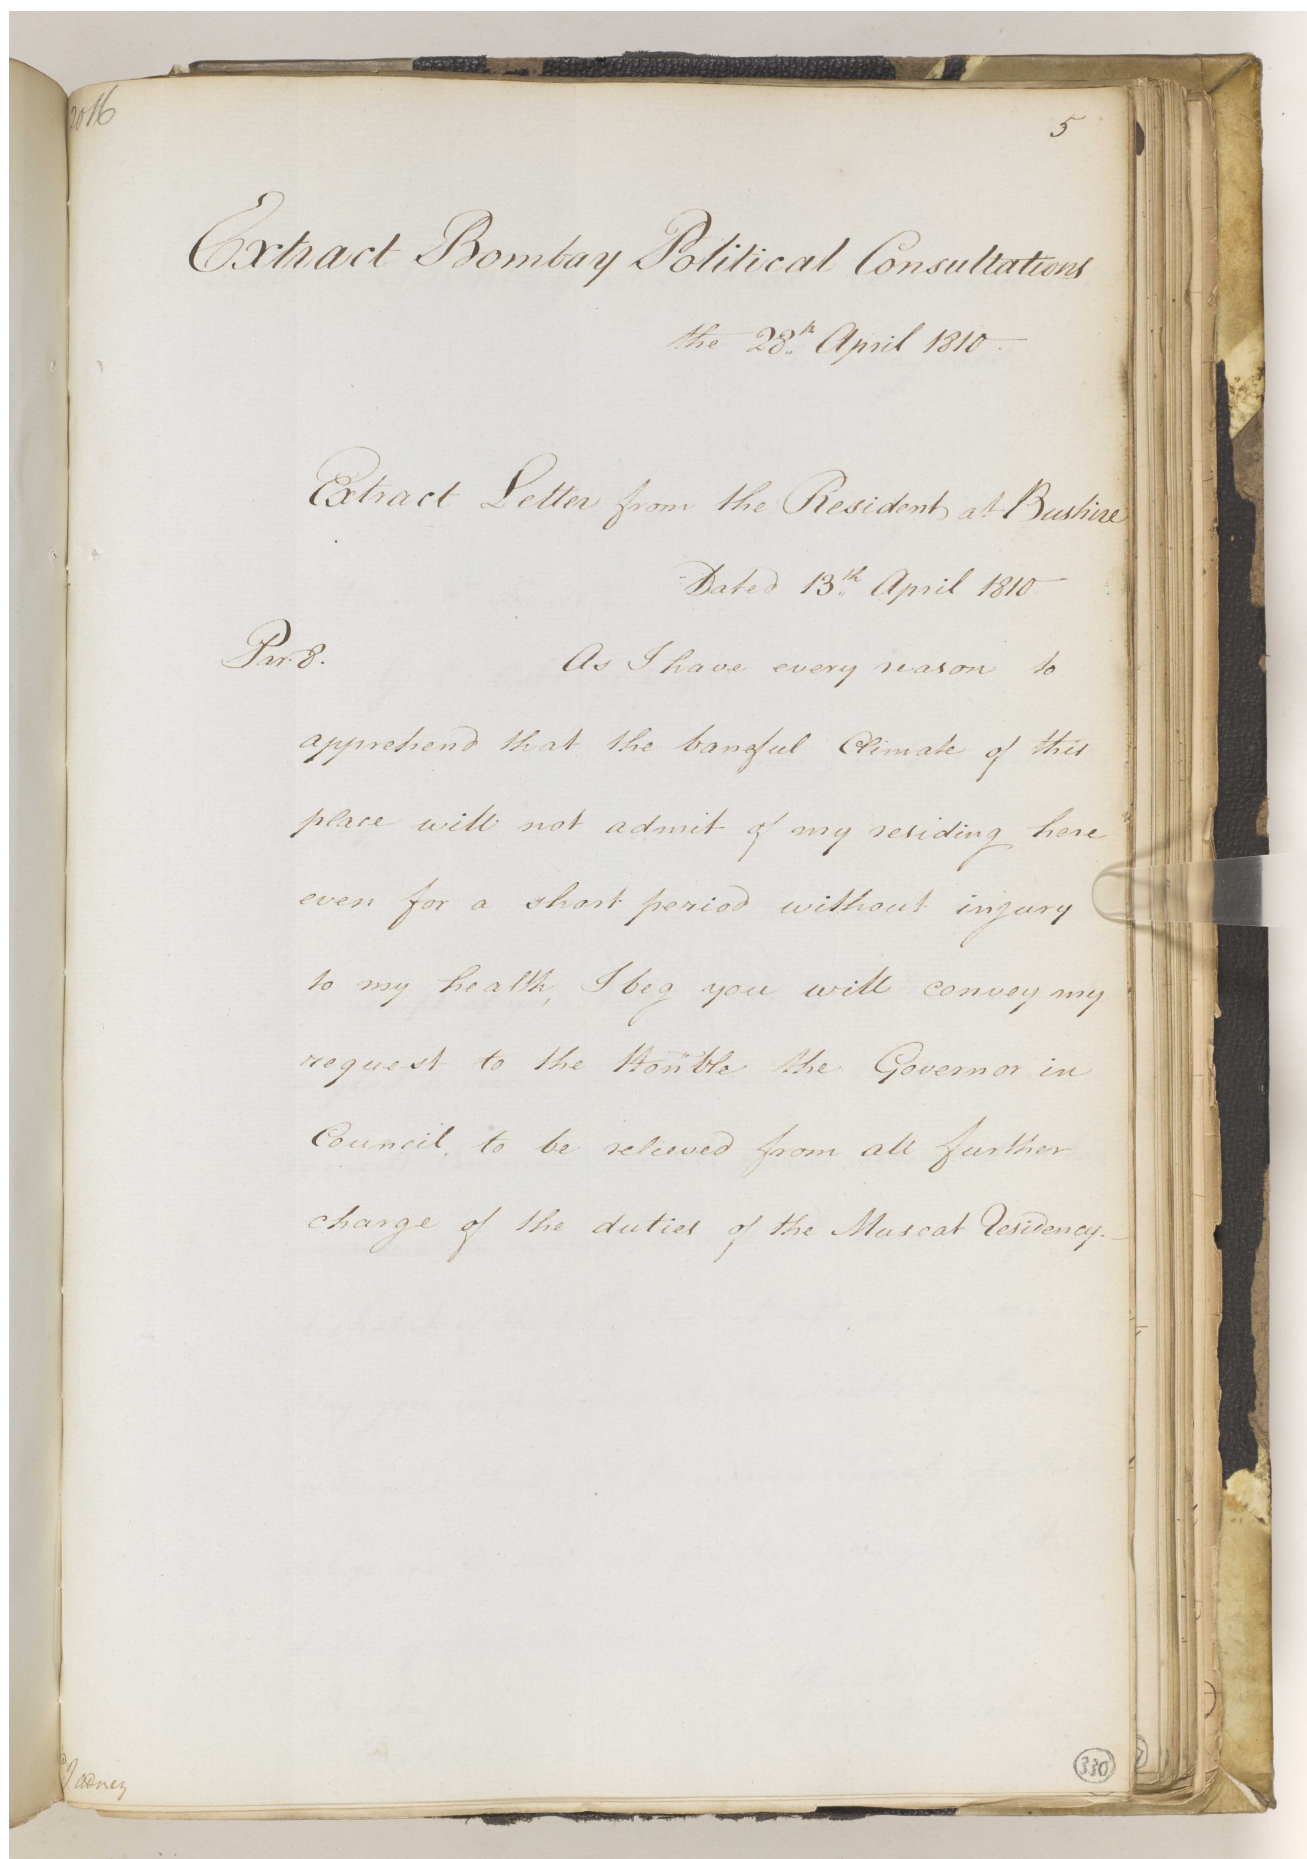 2016
5
Extract Bombay Political Consultations
the 28th April 1810
Extract Letter from the Resident at Bushire
Dated 13th April 1810
Par. 8. As I have every reason to
apprehend that the baneful Climate of this
place will not admit of my residing here
even for a short period without injury
to my health, I beg you will convey my
request to the Hon'ble the Governor in
Council, to be relieved from all further
charge of the duties of the Muscat Residency.
330